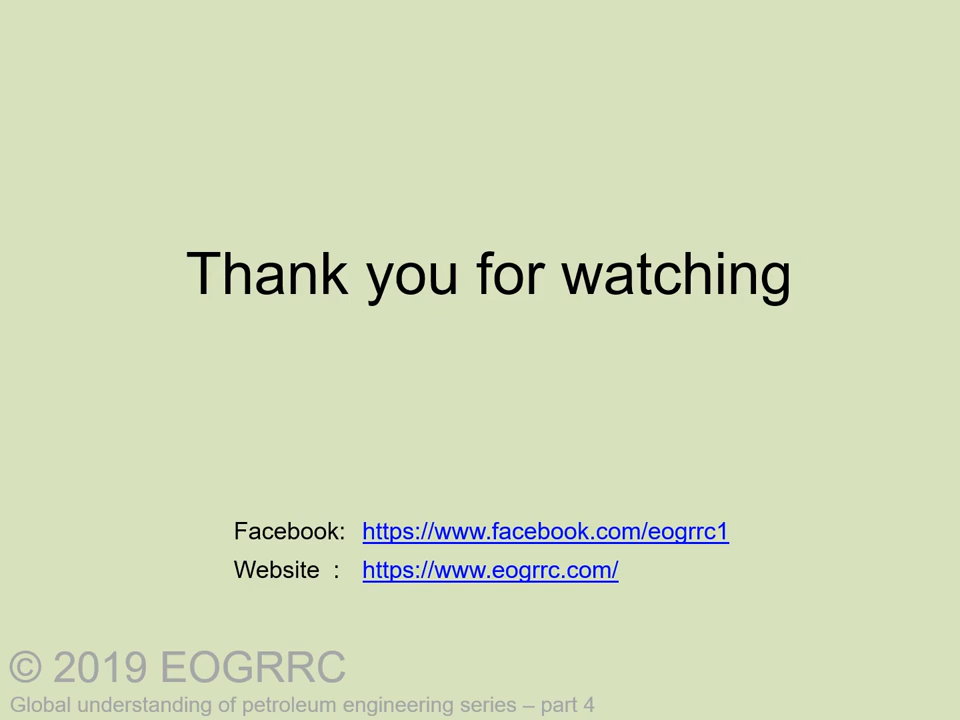 Thank you for watching
Facebook: https://www.facebook.com/eogrrc1
Website : https://www.eogrrc.com/
© 2019 EOGRRC
Global understanding of petroleum engineering series – part 4